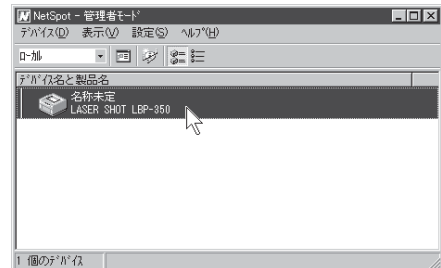 NetSpot - 管理者ﾓｰﾄﾞ
ﾃﾞﾊﾞｲｽ(D) 表示(V) 設定(S) ﾍﾙﾌﾟ(H)
ﾛｰｶﾙ
ﾃﾞﾊﾞｲｽ名と製品名
名称未定
LASER SHOT LBP-350
1 個のﾃﾞﾊﾞｲｽ